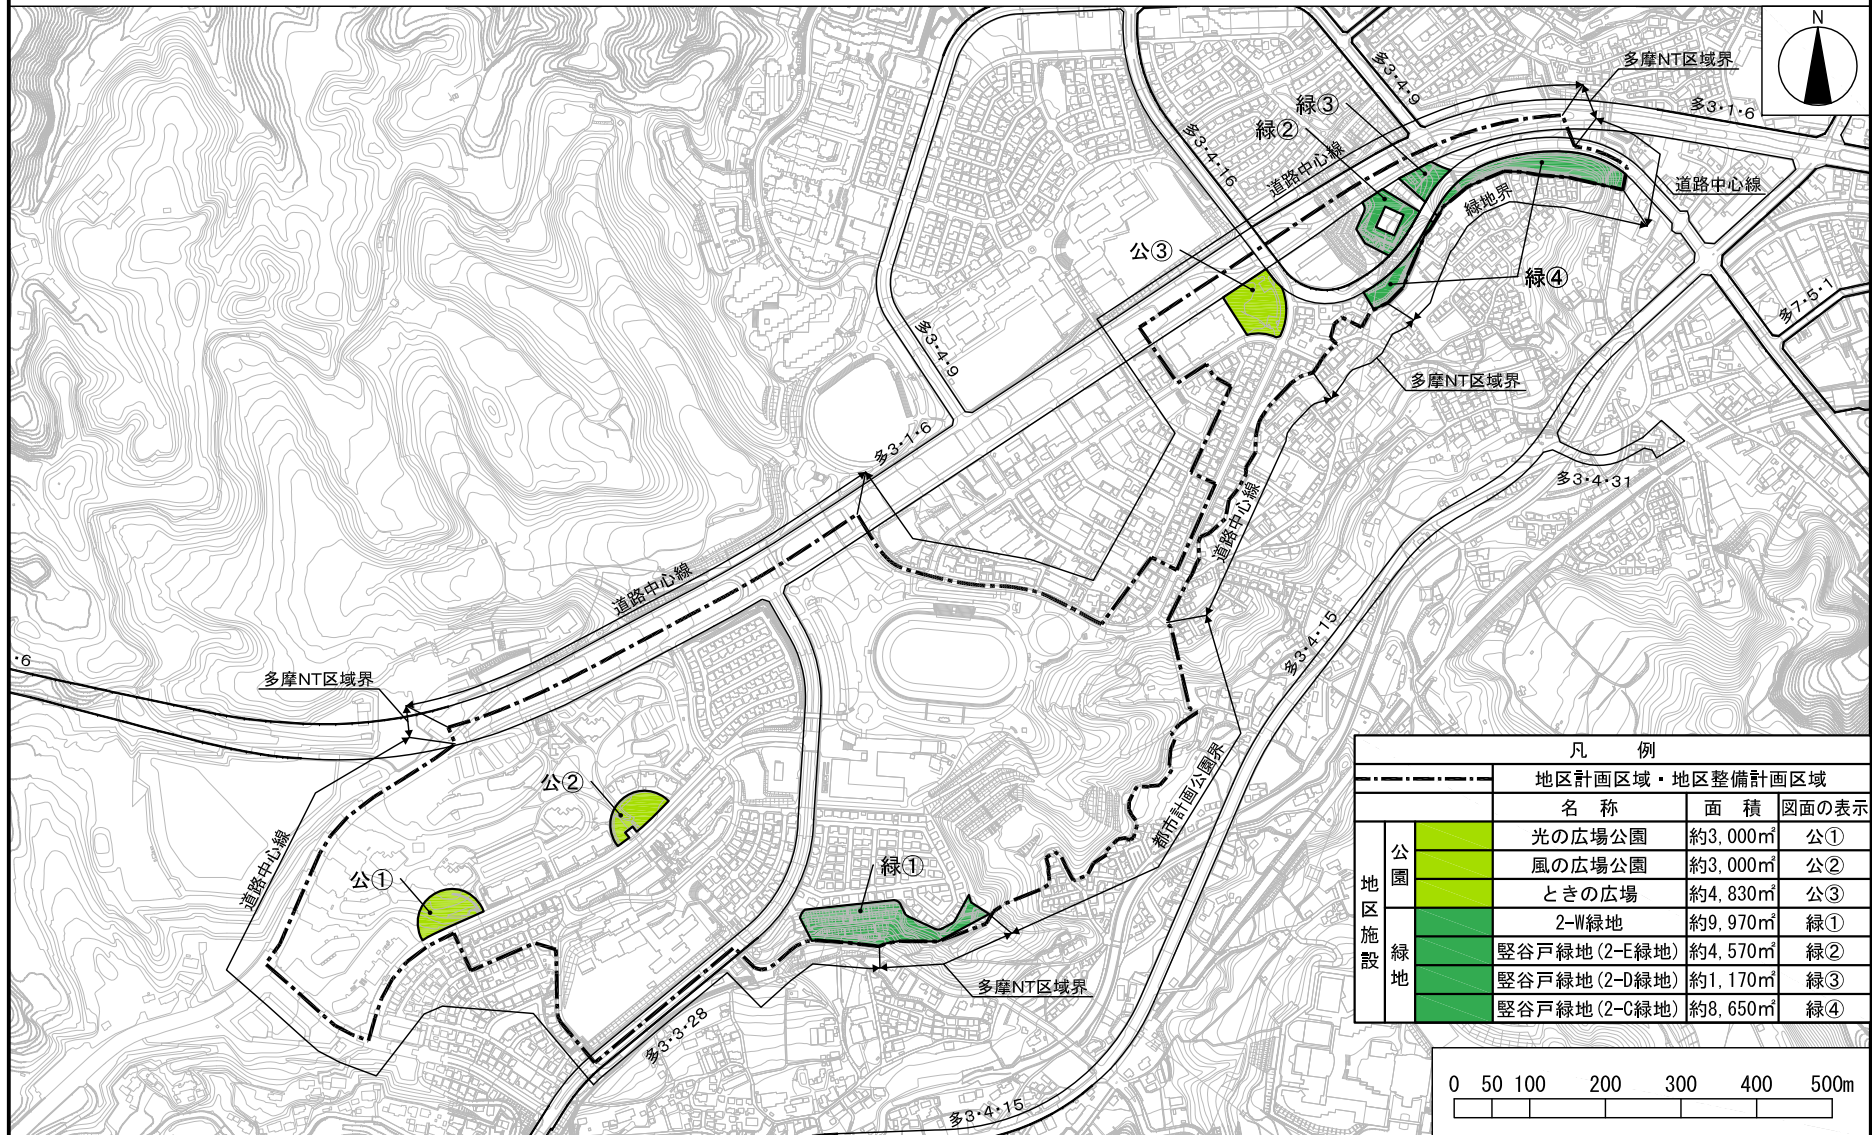 N
多摩NT区域界
多3・4・9
緑③
多3・1・6
緑②
多3・4・16
道路中心線
道路中心線
緑地界
公③
緑④
多7・5・1
多3・4・9
多摩NT区域界
多3・1・6
多3・4・31
道路中心線
道路中心線
多3・4・15
・6
多摩NT区域界
都市計画公園界
公②
道路中心線
公①
緑①
多摩NT区域界
多3・3・28
多3・4・15
凡 例
地区計画区域・地区整備計画区域
名 称 面 積 図面の表示
地区施設
公園
光の広場公園 約3,000㎡ 公①
風の広場公園 約3,000㎡ 公②
ときの広場 約4,830㎡ 公③
緑地
2-W緑地 約9,970㎡ 緑①
竪谷戸緑地(2-E緑地) 約4,570㎡ 緑②
竪谷戸緑地(2-D緑地) 約1,170㎡ 緑③
竪谷戸緑地(2-C緑地) 約8,650㎡ 緑④
0 50 100 200 300 400 500m